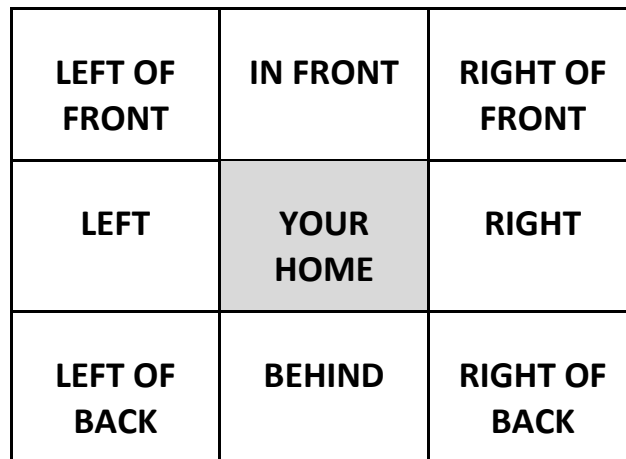 LEFT OF
FRONT
IN FRONT
RIGHT OF
FRONT
LEFT
YOUR
HOME
RIGHT
LEFT OF
BACK
BEHIND
RIGHT OF
BACK